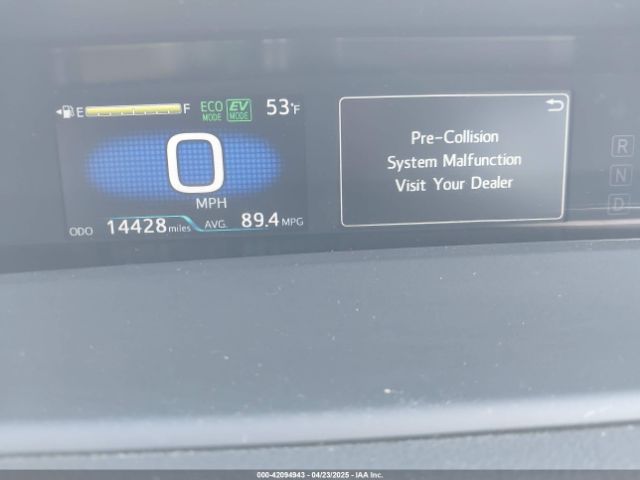 E F ECO MODE EV MODE 53°F
0
MPH
ODO 14428 miles AVG. 89.4 MPG
Pre-Collision
System Malfunction
Visit Your Dealer
R
N
D
000-42094943 - 04/23/2025 - IAA Inc.